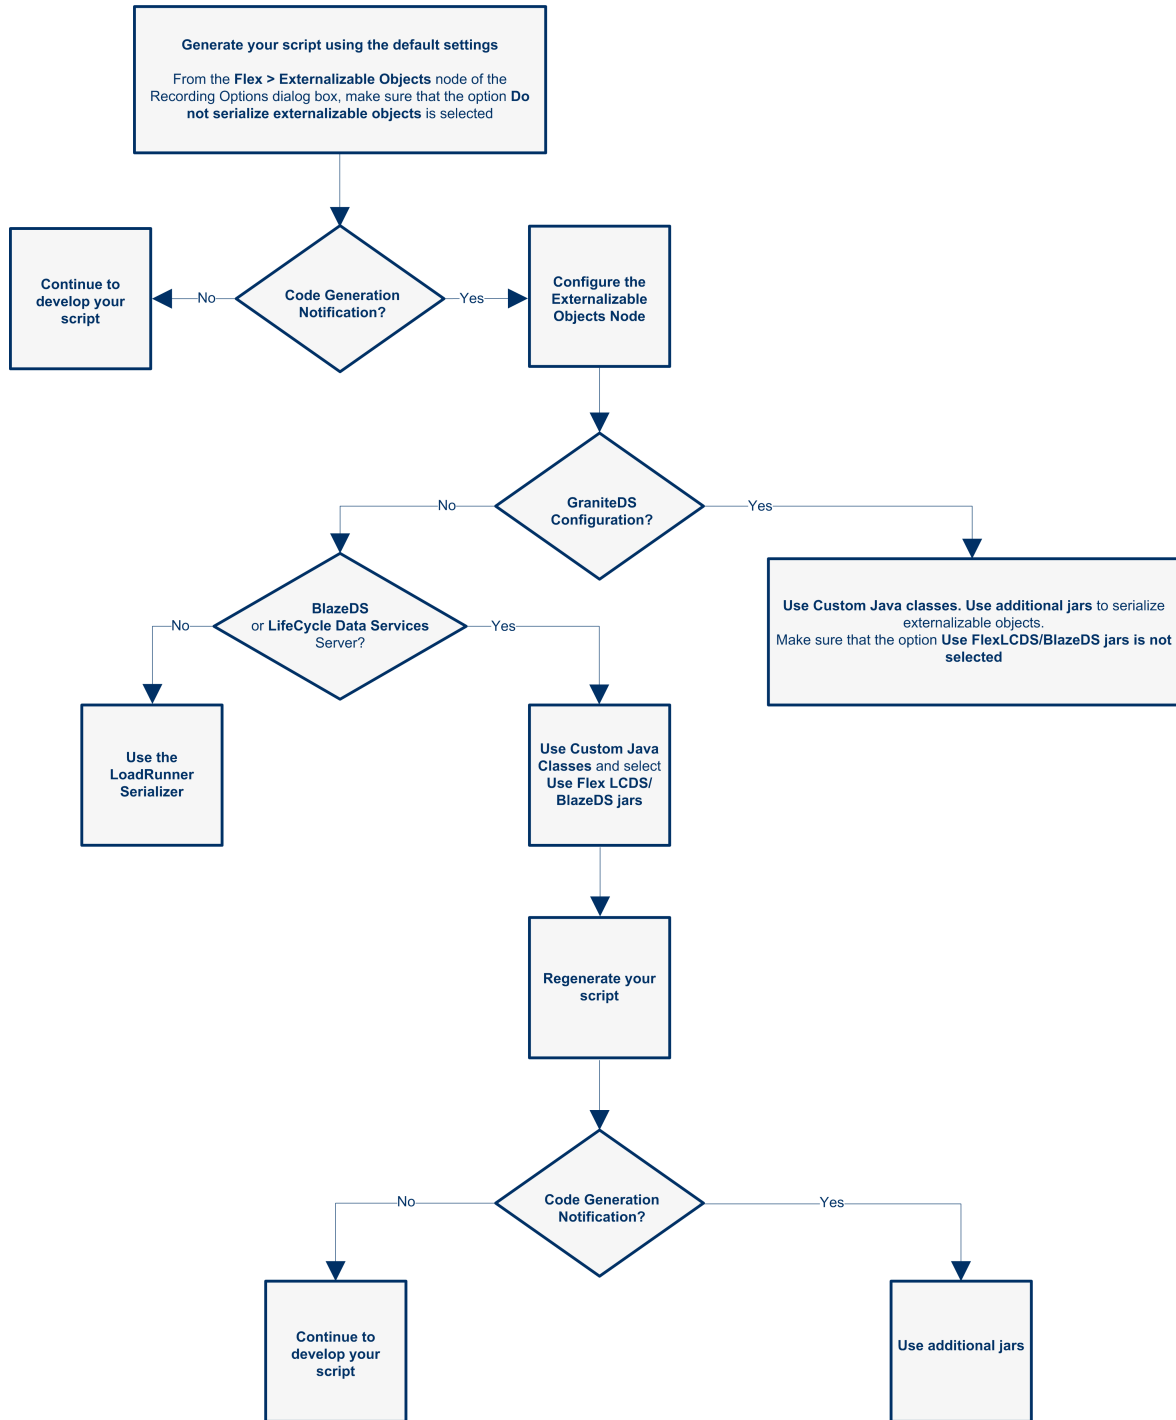 Generate your script using the default settings
From the Flex > Externalizable Objects node of the
Recording Options dialog box, make sure that the option Do
not serialize externalizable objects is selected
Continue to
develop your
script
No
Code Generation
Notification?
Yes
Configure the
Externalizable
Objects Node
No
GraniteDS
Configuration?
Yes
No
BlazeDS
or LifeCycle Data Services
Server?
Yes
Use Custom Java classes. Use additional jars to serialize
externalizable objects.
Make sure that the option Use FlexLCDS/BlazeDS jars is not
selected
Use the
LoadRunner
Serializer
Use Custom Java
Classes and select
Use Flex LCDS/
BlazeDS jars
Regenerate your
script
No
Code Generation
Notification?
Yes
Continue to
develop your
script
Use additional jars